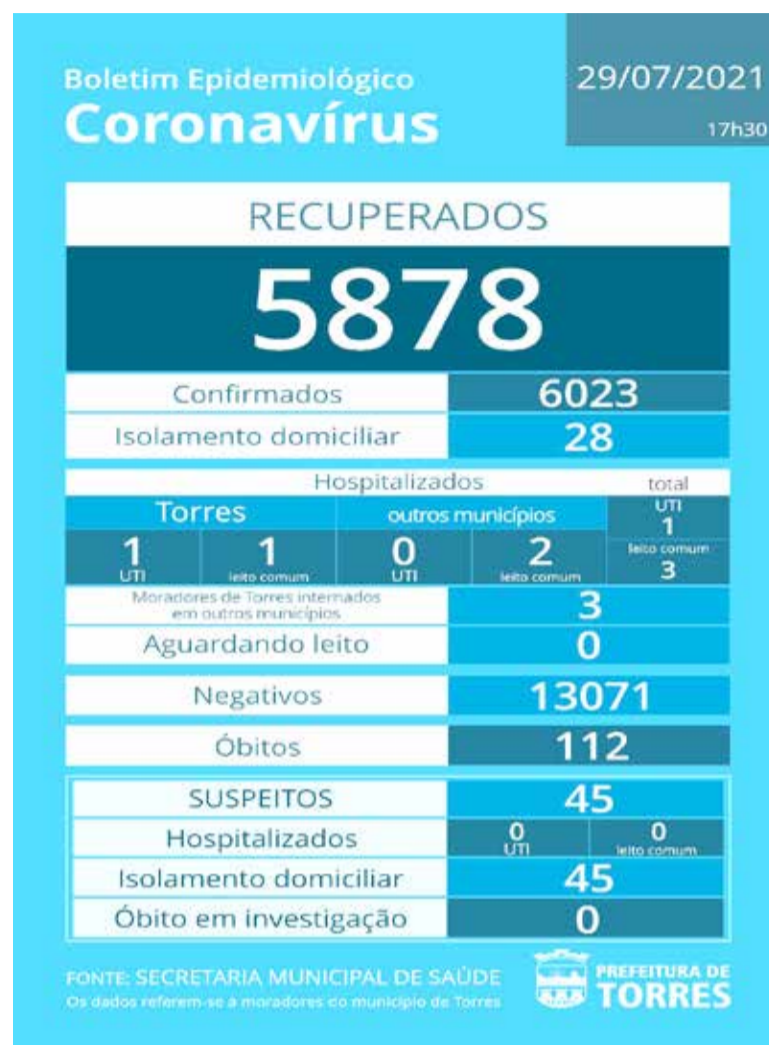 Boletim Epidemiológico
Coronavírus
29/07/2021
17h30
RECUPERADOS
5878
Confirmados 6023
Isolamento domiciliar 28
Hospitalizados total
Torres outros municípios
UTI
1
1 1 0 2
UTI leito comum UTI leito comum
leito comum
3
Moradores de Torres internados
em outros municípios
3
Aguardando leito 0
Negativos 13071
Óbitos 112
SUSPEITOS 45
Hospitalizados
0 0
UTI leito comum
Isolamento domiciliar 45
Óbito em investigação 0
FONTE: SECRETARIA MUNICIPAL DE SAÚDE
Os dados referem-se a moradores do município de Torres
PREFEITURA DE
TORRES